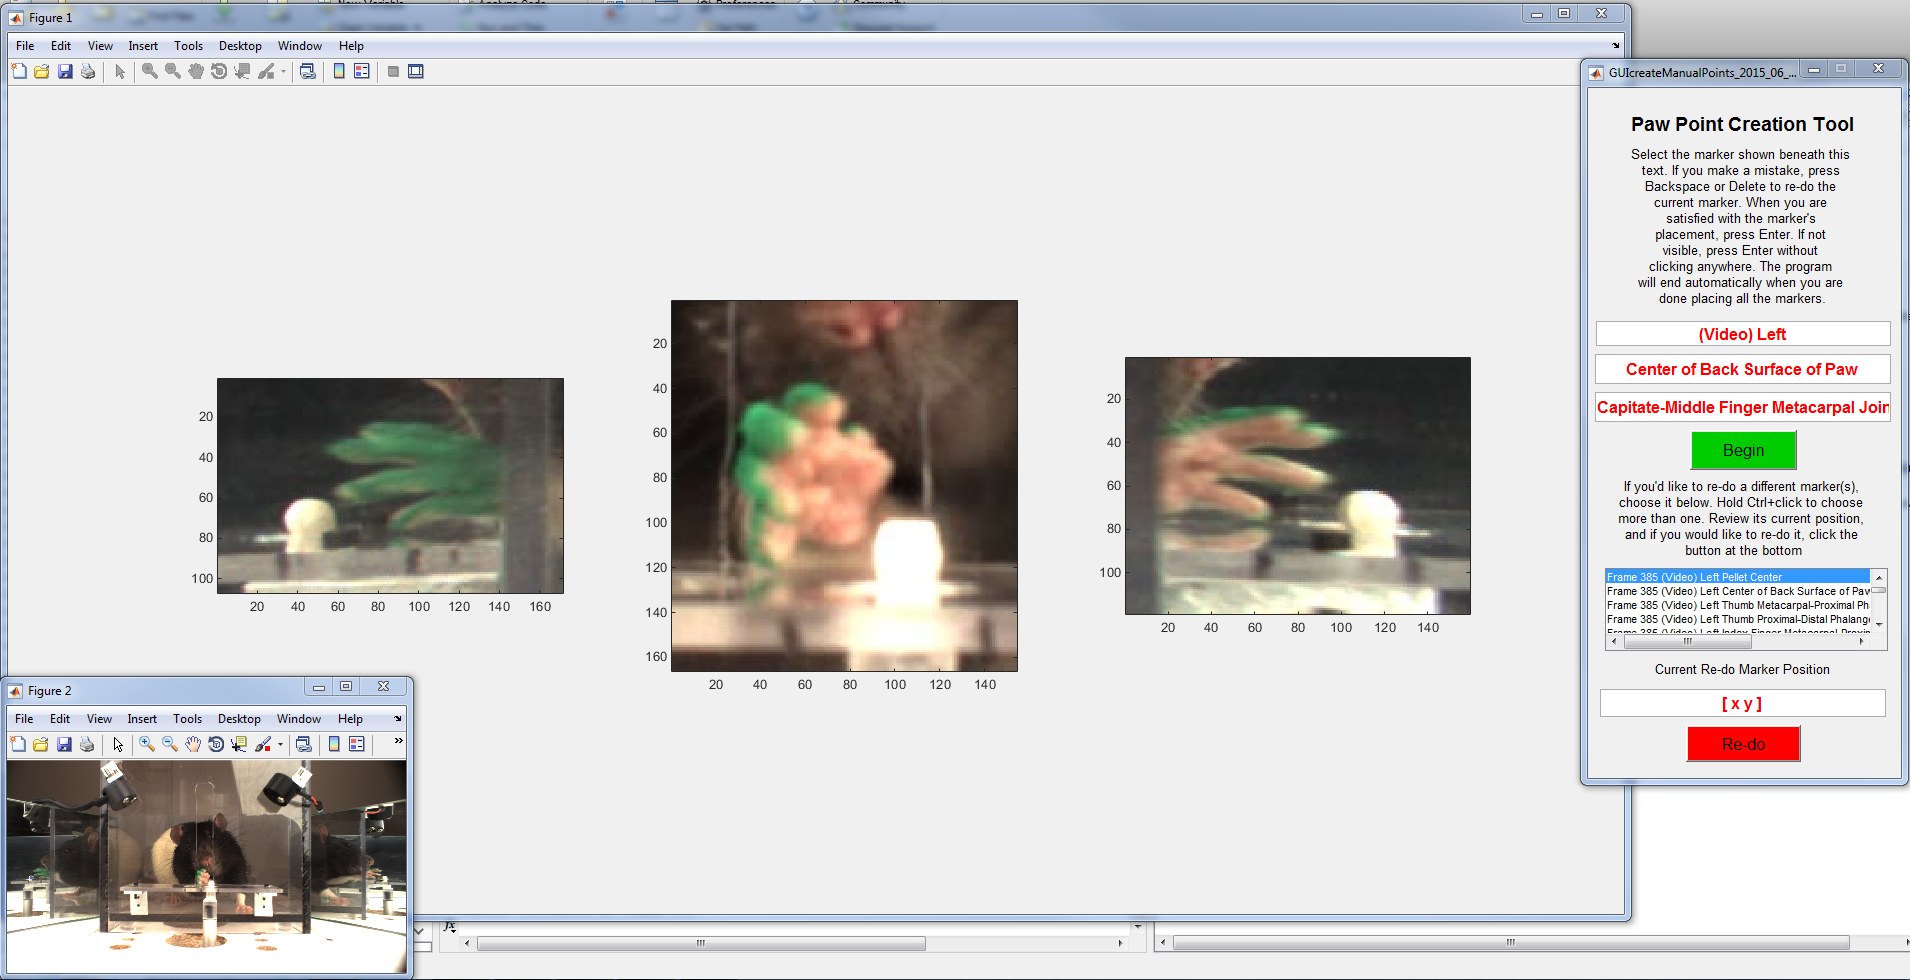 Figure 1
File Edit View Insert Tools Desktop Window Help
GUIcreateManualPoints_2015_06_...
Paw Point Creation Tool
Select the marker shown beneath this
text. If you make a mistake, press
Backspace or Delete to re-do the
current marker. When you are
satisfied with the marker's
placement, press Enter. If not
visible, press Enter without
clicking anywhere. The program
will end automatically when you are
done placing all the markers.
(Video) Left
Center of Back Surface of Paw
Capitate-Middle Finger Metacarpal Join
Begin
If you'd like to re-do a different marker(s),
choose it below. Hold Ctrl+click to choose
more than one. Review its current position,
and if you would like to re-do it, click the
button at the bottom
Frame 385 (Video) Left Pellet Center
Frame 385 (Video) Left Center of Back Surface of Paw
Frame 385 (Video) Left Thumb Metacarpal-Proximal Ph
Frame 385 (Video) Left Thumb Proximal-Distal Phalange
Frame 385 (Video) Left Index Finger Metacarpal-Proxim
Current Re-do Marker Position
[ x y ]
Re-do
20
40
60
80
100
20 40 60 80 100 120 140 160
20
40
60
80
100
120
140
160
20 40 60 80 100 120 140
20
40
60
80
100
20 40 60 80 100 120 140
Figure 2
File Edit View Insert Tools Desktop Window Help
fx